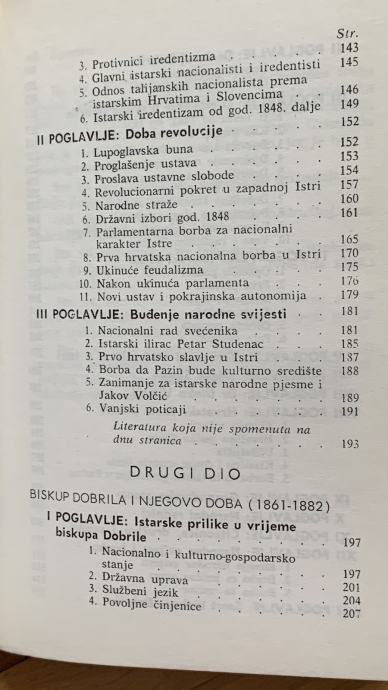 Str.
3. Protivnici iredentizma . . . . . 143
4. Glavni istarski nacionalisti i iredentisti 145
5. Odnos talijanskih nacionalista prema
istarskim Hrvatima i Slovencima . . 146
6. Istarski iredentizam od god. 1848. dalje 149
II POGLAVLJE: Doba revolucije . . . . 152
1. Lupoglavska buna . . . . . 152
2. Proglašenje ustava . . . . . 153
3. Proslava ustavne slobode . . . . 154
4. Revolucionarni pokret u zapadnoj Istri 157
5. Narodne straže . . . . . 160
6. Državni izbori god. 1848 . . . . 161
7. Parlamentarna borba za nacionalni
karakter Istre . . . . . 165
8. Prva hrvatska nacionalna borba u Istri 170
9. Ukinuće feudalizma . . . . . 175
10. Nakon ukinuća parlamenta . . . 176
11. Novi ustav i pokrajinska autonomija . 179
III POGLAVLJE: Buđenje narodne svijesti . 181
1. Nacionalni rad svećenika . . . . 181
2. Istarski ilirac Petar Studenac . . . 185
3. Prvo hrvatsko slavlje u Istri . . . 187
4. Borba da Pazin bude kulturno središte 188
5. Zanimanje za istarske narodne pjesme i
Jakov Volčić . . . . . 189
6. Vanjski poticaji . . . . . 191
Literatura koja nije spomenuta na
dnu stranica . . . . . 193
DRUGI DIO
BISKUP DOBRILA I NJEGOVO DOBA (1861-1882)
I POGLAVLJE: Istarske prilike u vrijeme
biskupa Dobrile . . . . . 197
1. Nacionalno i kulturno-gospodarsko
stanje . . . . . 197
2. Državna uprava . . . . . 201
3. Službeni jezik . . . . . 204
4. Povoljne činjenice . . . . . 207